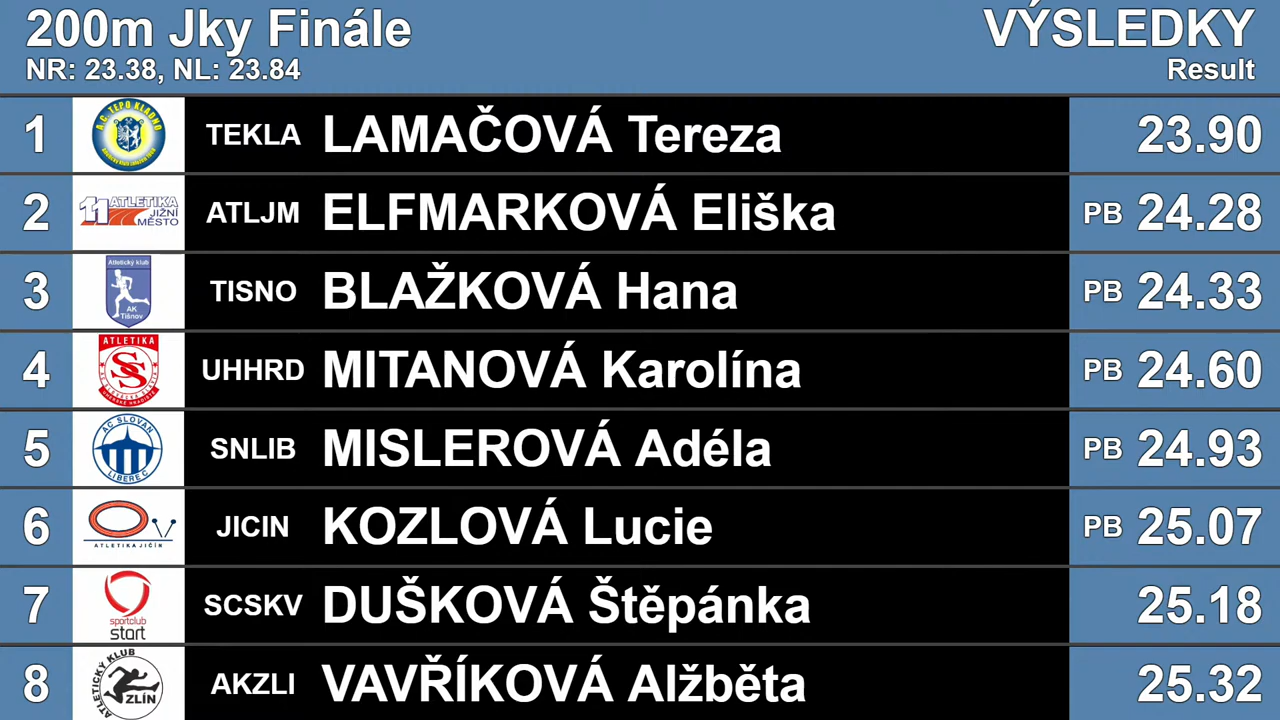 200m Jky Finále
VÝSLEDKY
NR: 23.38, NL: 23.84
Result
1 A.C. TEPO KLADNO TEKLA LAMAČOVÁ Tereza 23.90
2 11 ATLETIKA JIŽNÍ MĚSTO ATLJM ELFMARKOVÁ Eliška PB 24.28
3 Atletický klub AK Tišnov TISNO BLAŽKOVÁ Hana PB 24.33
4 ATLETIKA UHHRD MITANOVÁ Karolína PB 24.60
5 AC SLOVAN LIBEREC SNLIB MISLEROVÁ Adéla PB 24.93
6 ATLETIKA JIČÍN JICIN KOZLOVÁ Lucie PB 25.07
7 sportclub start SCSKV DUŠKOVÁ Štěpánka 25.18
8 ATLETICKÝ KLUB ZLÍN AKZLI VAVŘÍKOVÁ Alžběta 25.32